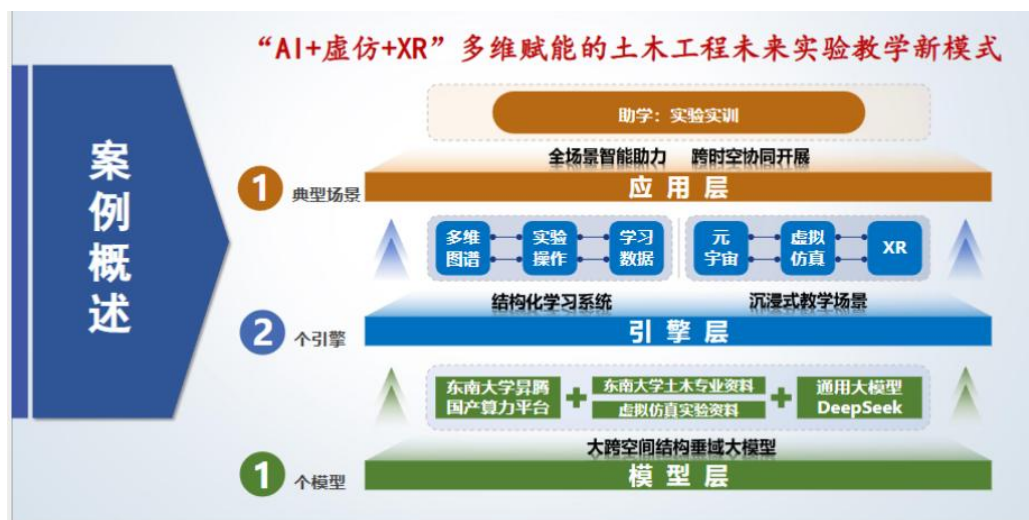 “AI+虚仿+XR”多维赋能的土木工程未来实验教学新模式
案例概述
助学：实验实训
全场景智能助力 跨时空协同开展
1 典型场景
应用层
多维图谱
实验操作
学习数据
元宇宙
虚拟仿真
XR
结构化学习系统
沉浸式教学场景
2 个引擎
引擎层
东南大学昇腾
国产算力平台
+
东南大学土木专业资料
虚拟仿真实验资料
+
通用大模型
DeepSeek
大跨空间结构垂域大模型
1 个模型
模型层